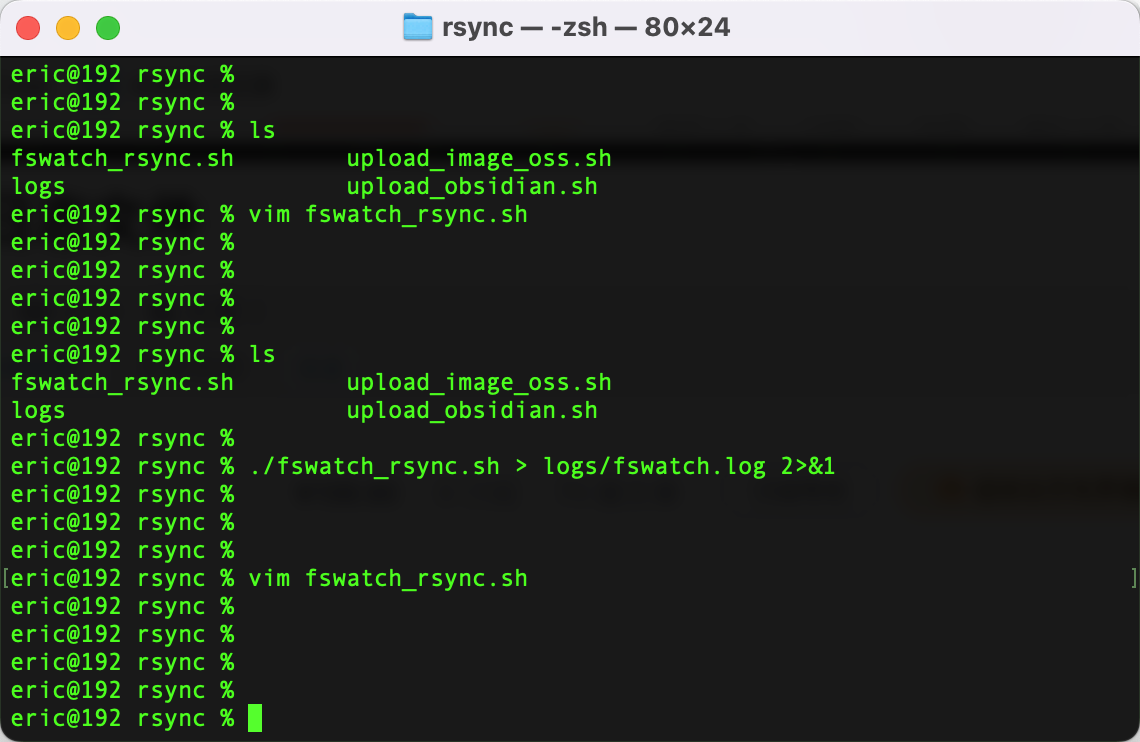 rsync — -zsh — 80×24
eric@192 rsync %
eric@192 rsync %
eric@192 rsync % ls
fswatch_rsync.sh        upload_image_oss.sh
logs                    upload_obsidian.sh
eric@192 rsync % vim fswatch_rsync.sh
eric@192 rsync %
eric@192 rsync %
eric@192 rsync %
eric@192 rsync %
eric@192 rsync % ls
fswatch_rsync.sh        upload_image_oss.sh
logs                    upload_obsidian.sh
eric@192 rsync %
eric@192 rsync % ./fswatch_rsync.sh > logs/fswatch.log 2>&1
eric@192 rsync %
eric@192 rsync %
eric@192 rsync %
[eric@192 rsync % vim fswatch_rsync.sh ]
eric@192 rsync %
eric@192 rsync %
eric@192 rsync %
eric@192 rsync %
eric@192 rsync %